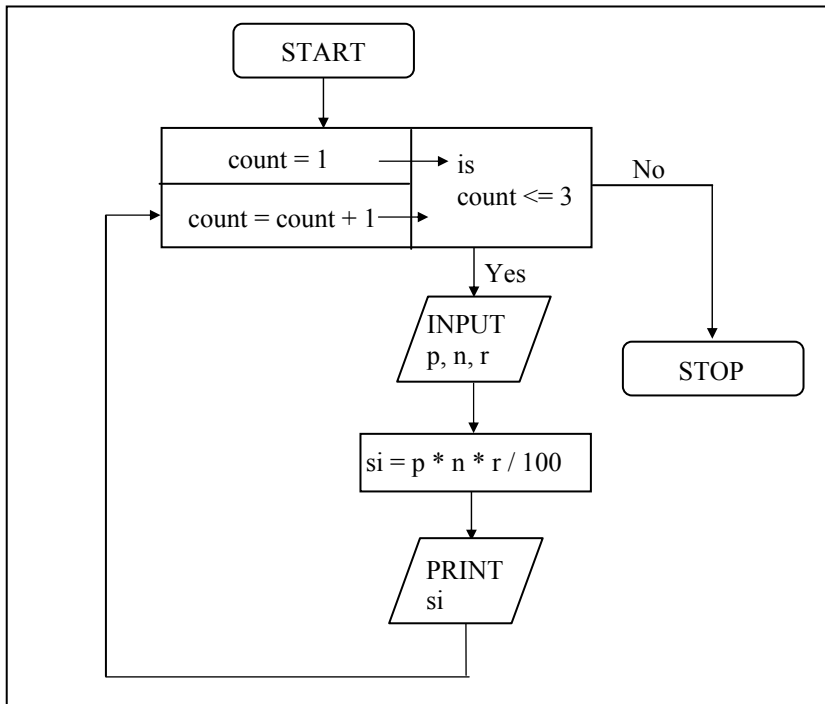 START
count = 1
is
count <= 3
No
count = count + 1
Yes
INPUT
p, n, r
STOP
si = p * n * r / 100
PRINT
si